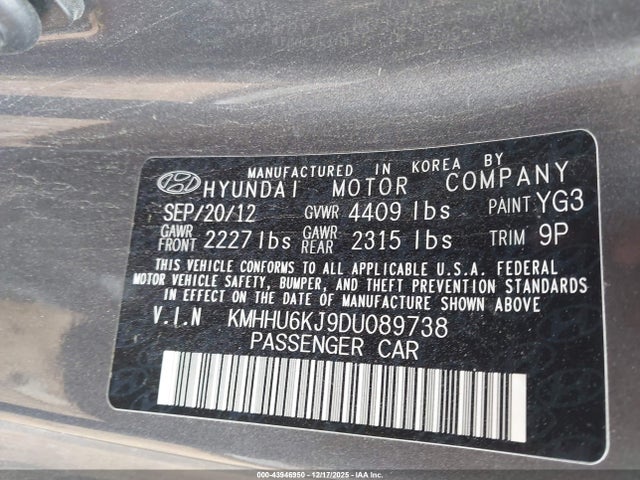 MANUFACTURED IN KOREA BY
HYUNDAI MOTOR COMPANY
SEP/20/12 GVWR 4409 lbs PAINT YG3
GAWR FRONT 2227 lbs GAWR REAR 2315 lbs TRIM 9P
THIS VEHICLE CONFORMS TO ALL APPLICABLE U.S.A. FEDERAL
MOTOR VEHICLE SAFETY, BUMPER, AND THEFT PREVENTION STANDARDS
IN EFFECT ON THE DATE OF MANUFACTURE SHOWN ABOVE
V.I.N KMHHU6KJ9DU089738
PASSENGER CAR
000-43946950 - 12/17/2025 - IAA Inc.